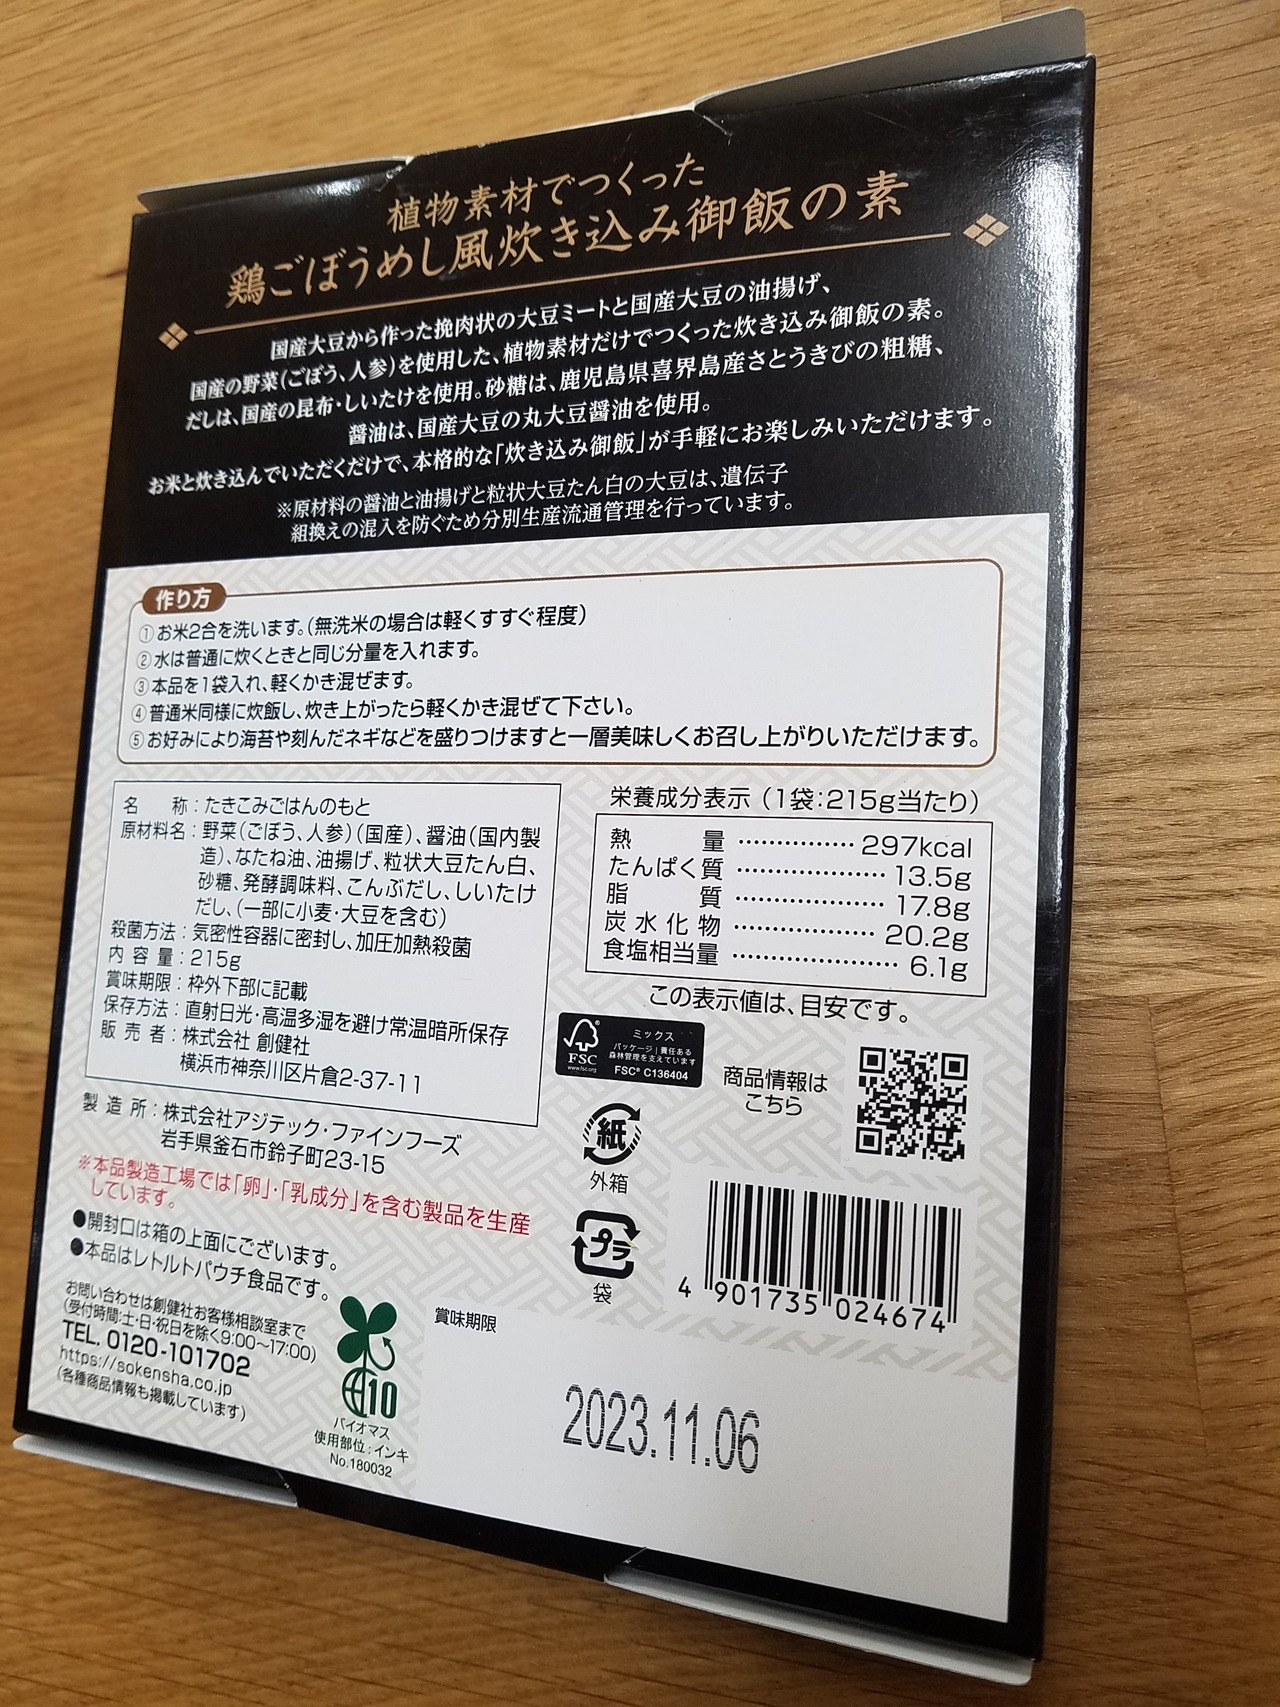 植物素材でつくった
鶏ごぼうめし風炊き込み御飯の素
国産大豆から作った挽肉状の大豆ミートと国産大豆の油揚げ、
国産の野菜(ごぼう、人参)を使用した、植物素材だけでつくった炊き込み御飯の素。
だしは、国産の昆布・しいたけを使用。砂糖は、鹿児島県喜界島産さとうきびの粗糖、
醤油は、国産大豆の丸大豆醤油を使用。
お米と炊き込んでいただくだけで、本格的な「炊き込み御飯」が手軽にお楽しみいただけます。
※原材料の醤油と油揚げと粒状大豆たん白の大豆は、遺伝子
組換えの混入を防ぐため分別生産流通管理を行っています。
作り方
①お米2合を洗います。(無洗米の場合は軽くすすぐ程度)
②水は普通に炊くときと同じ分量を入れます。
③本品を1袋入れ、軽くかき混ぜます。
④普通米同様に炊飯し、炊き上がったら軽くかき混ぜて下さい。
⑤お好みにより海苔や刻んだネギなどを盛りつけますと一層美味しくお召し上がりいただけます。
名称：たきこみごはんのもと
原材料名：野菜(ごぼう、人参)(国産)、醤油(国内製
造)、なたね油、油揚げ、粒状大豆たん白、
砂糖、発酵調味料、こんぶだし、しいたけ
だし、(一部に小麦・大豆を含む)
殺菌方法：気密性容器に密封し、加圧加熱殺菌
内容量：215g
賞味期限：枠外下部に記載
保存方法：直射日光・高温多湿を避け常温暗所保存
販売者：株式会社 創健社
横浜市神奈川区片倉2-37-11
製造所：株式会社アジテック・ファインフーズ
岩手県釜石市鈴子町23-15
※本品製造工場では「卵」・「乳成分」を含む製品を生産
しています。
●開封口は箱の上面にございます。
●本品はレトルトパウチ食品です。
お問い合わせは創健社お客様相談室まで
(受付時間:土・日・祝日を除く9:00～17:00)
TEL. 0120-101702
https://sokensha.co.jp
(各種商品情報も掲載しています)
10
バイオマス
使用部位：インキ
No.180032
栄養成分表示 (1袋:215g当たり)
熱量 ……………… 297kcal
たんぱく質 ……………… 13.5g
脂質 ……………… 17.8g
炭水化物 ……………… 20.2g
食塩相当量 ……………… 6.1g
この表示値は、目安です。
FSC
www.fsc.org
ミックス
パッケージ｜責任ある
森林管理を支えています
FSC® C136404
商品情報は
こちら
紙
外箱
プラ
袋
4 901735 024674
賞味期限
2023.11.06